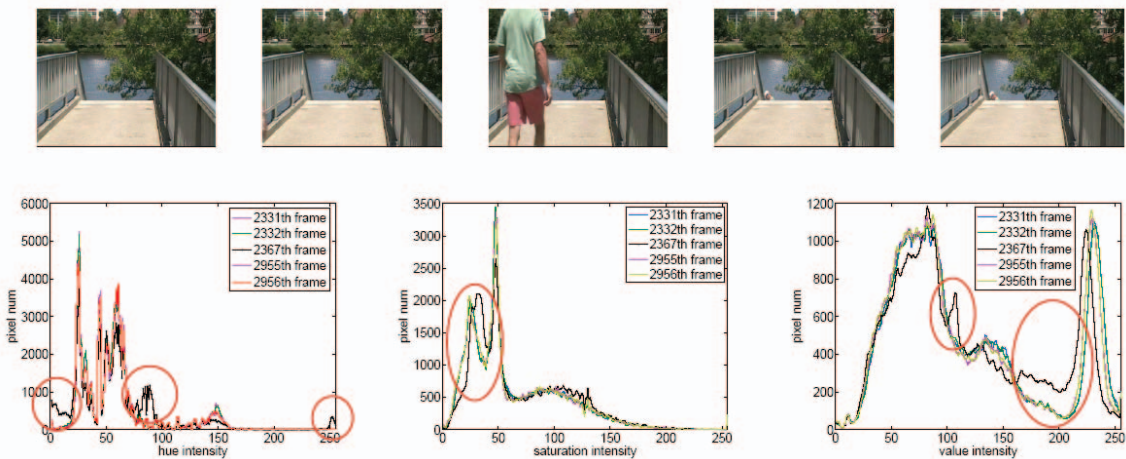 6000
5000
4000
3000
2000
1000
0
0
50
100
150
200
250
pixel num
hue intensity
2331th frame
2332th frame
2367th frame
2955th frame
2956th frame
3500
3000
2500
2000
1500
1000
500
0
0
50
100
150
200
250
pixel num
saturation intensity
2331th frame
2332th frame
2367th frame
2955th frame
2956th frame
1200
1000
800
600
400
200
0
0
50
100
150
200
250
pixel num
value intensity
2331th frame
2332th frame
2367th frame
2955th frame
2956th frame